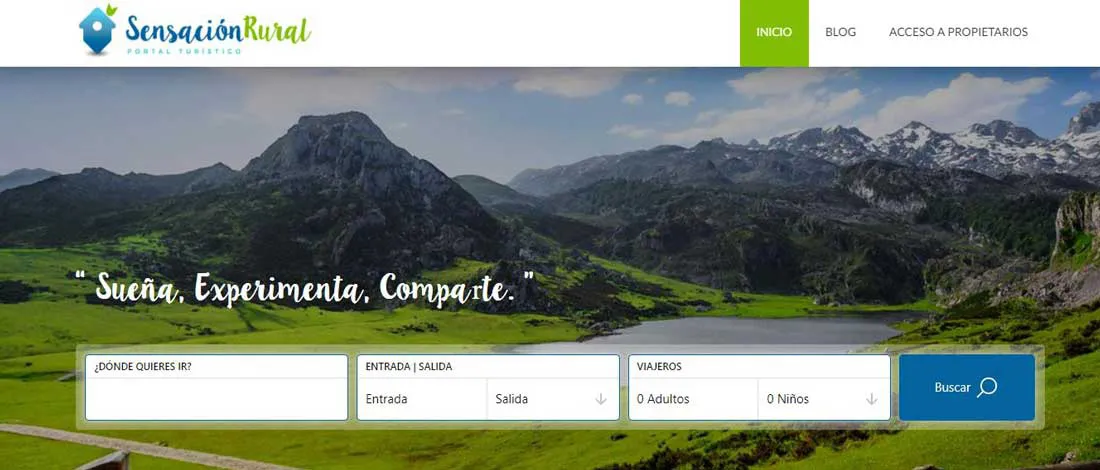 SensaciónRural
PORTAL TURÍSTICO
INICIO BLOG ACCESO A PROPIETARIOS
“ Sueña, Experimenta, Comparte. ”
¿DÓNDE QUIERES IR? ENTRADA | SALIDA VIAJEROS
Entrada Salida 0 Adultos 0 Niños Buscar